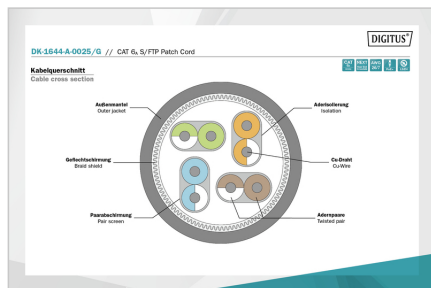 DIGITUS®
DK-1644-A-0025/G // CAT 6A S/FTP Patch Cord
Kabelquerschnitt
Cable cross section
Außenmantel
Outer jacket
Aderisolierung
Isolation
Geflechtschirmung
Braid shield
Cu-Draht
Cu-Wire
Paarabschirmung
Pair screen
Adernpaare
Twisted pair